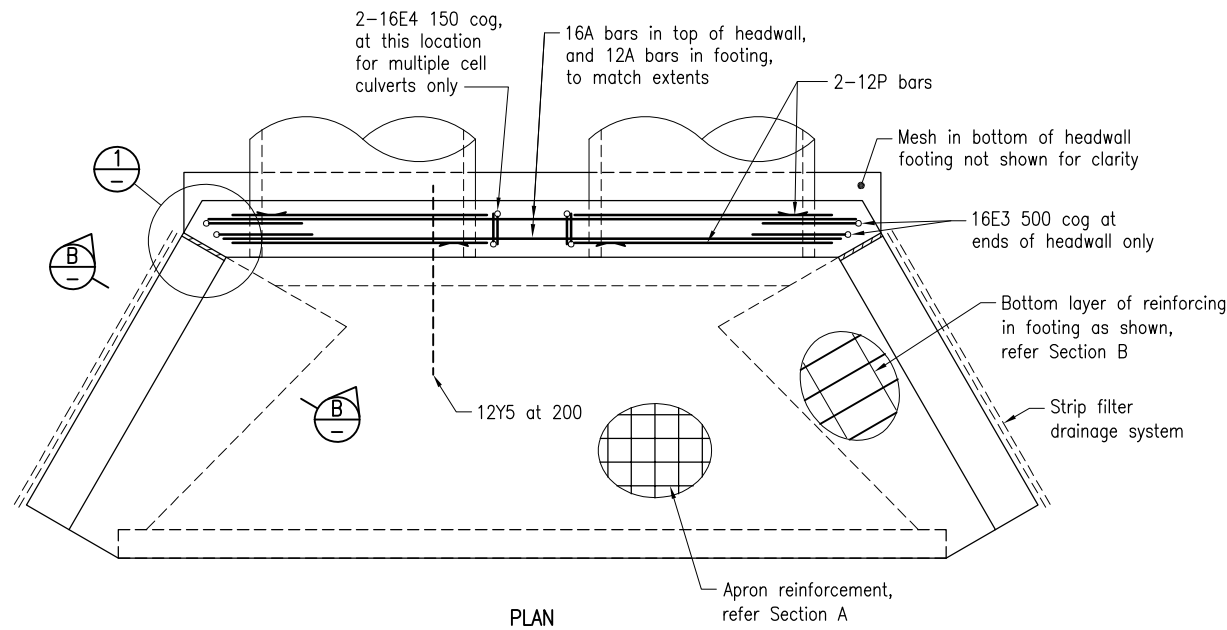 2-16E4 150 cog,
at this location
for multiple cell
culverts only
16A bars in top of headwall,
and 12A bars in footing,
to match extents
2-12P bars
Mesh in bottom of headwall
footing not shown for clarity
1
-
16E3 500 cog at
ends of headwall only
B
-
Bottom layer of reinforcing
in footing as shown,
refer Section B
B
-
12Y5 at 200
Strip filter
drainage system
Apron reinforcement,
refer Section A
PLAN